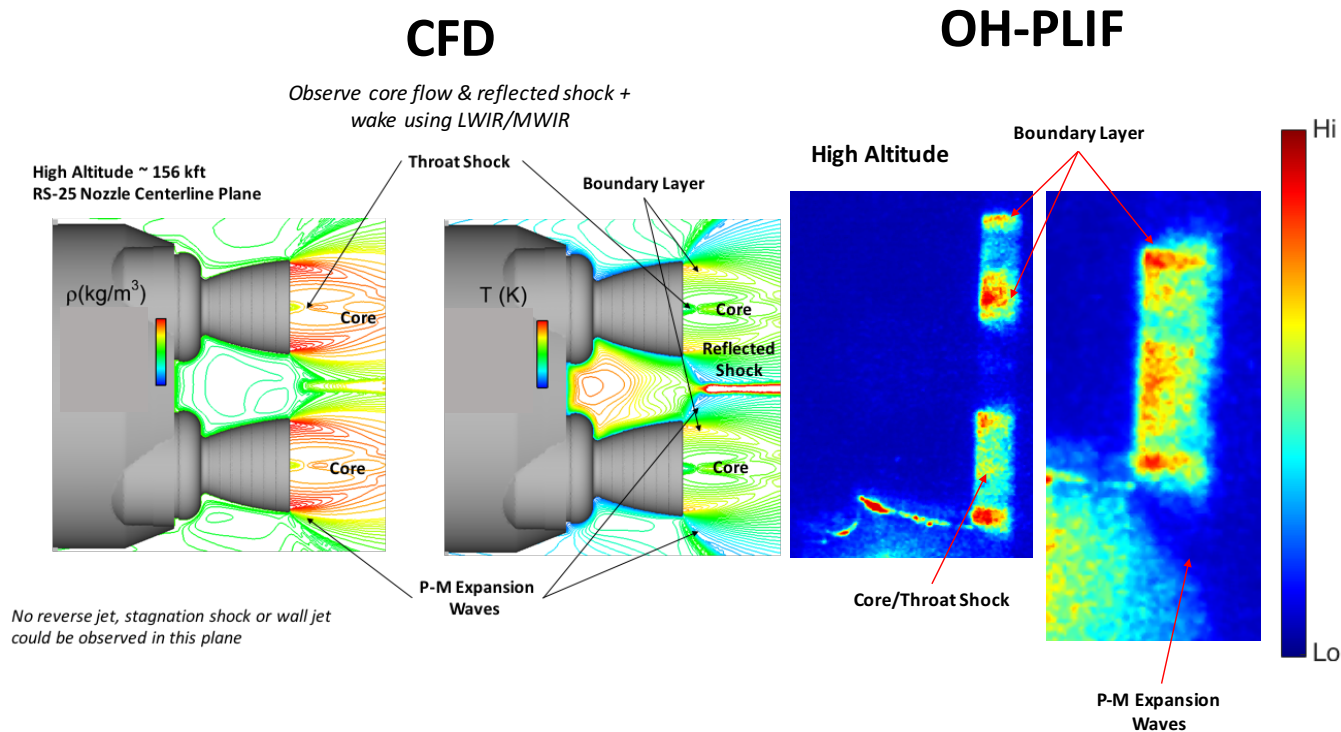 CFD
OH-PLIF
Observe core flow & reflected shock +
wake using LWIR/MWIR
High Altitude ~ 156 kft
RS-25 Nozzle Centerline Plane
Throat Shock
Boundary Layer
High Altitude
Boundary Layer
Hi
ρ(kg/m³)
T (K)
Core
Core
Reflected
Shock
Core
Core
P-M Expansion
Waves
Core/Throat Shock
No reverse jet, stagnation shock or wall jet
could be observed in this plane
Lo
P-M Expansion
Waves